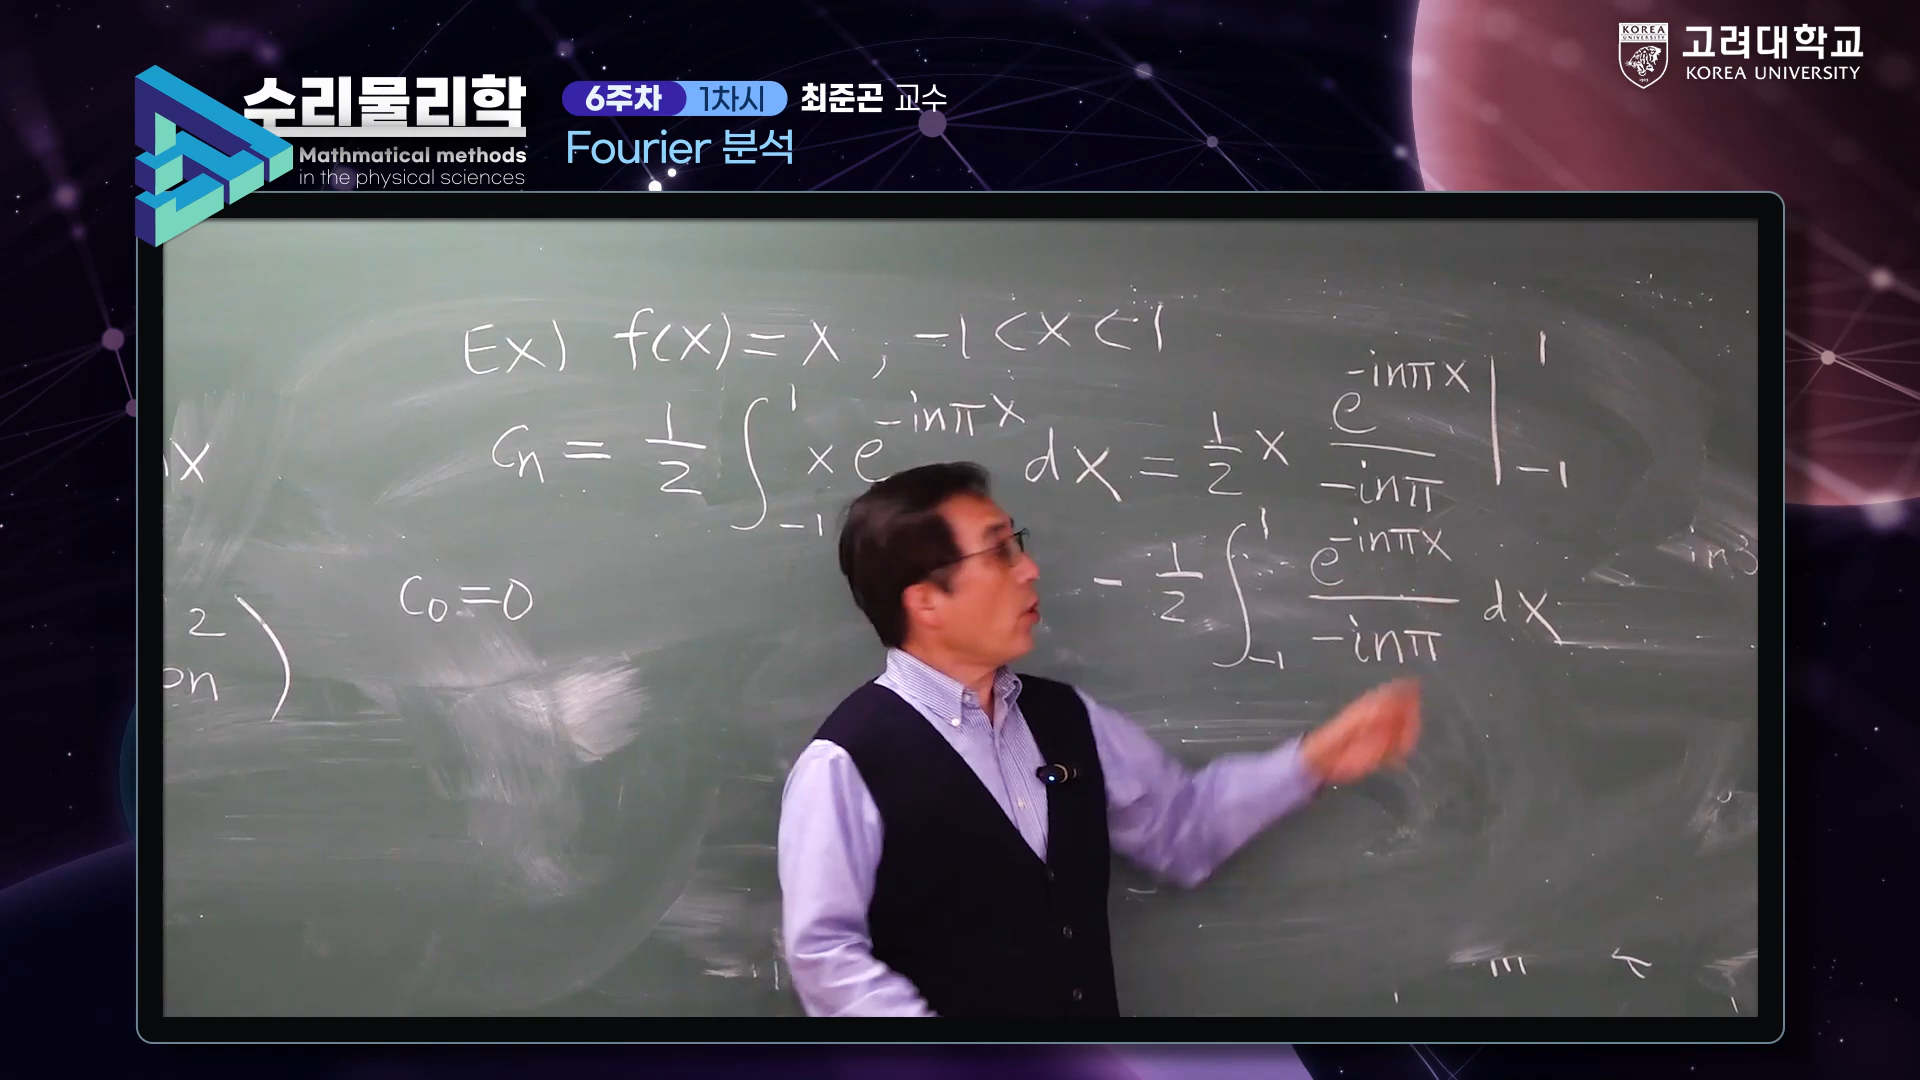 KOREA
UNIVERSITY
1905
고려대학교
KOREA UNIVERSITY
수리물리학
Mathmatical methods
in the physical sciences
6주차 1차시 최준곤 교수
Fourier 분석
Ex) f(x) = x , -1 < x < 1
x
Cn = 1/2 ∫_{-1}^{1} x e^{-inπx} dx = 1/2 x e^{-inπx}/(-inπ) |_{-1}^{1}
- 1/2 ∫_{-1}^{1} e^{-inπx}/(-inπ) dx
C0 = 0
2
n )